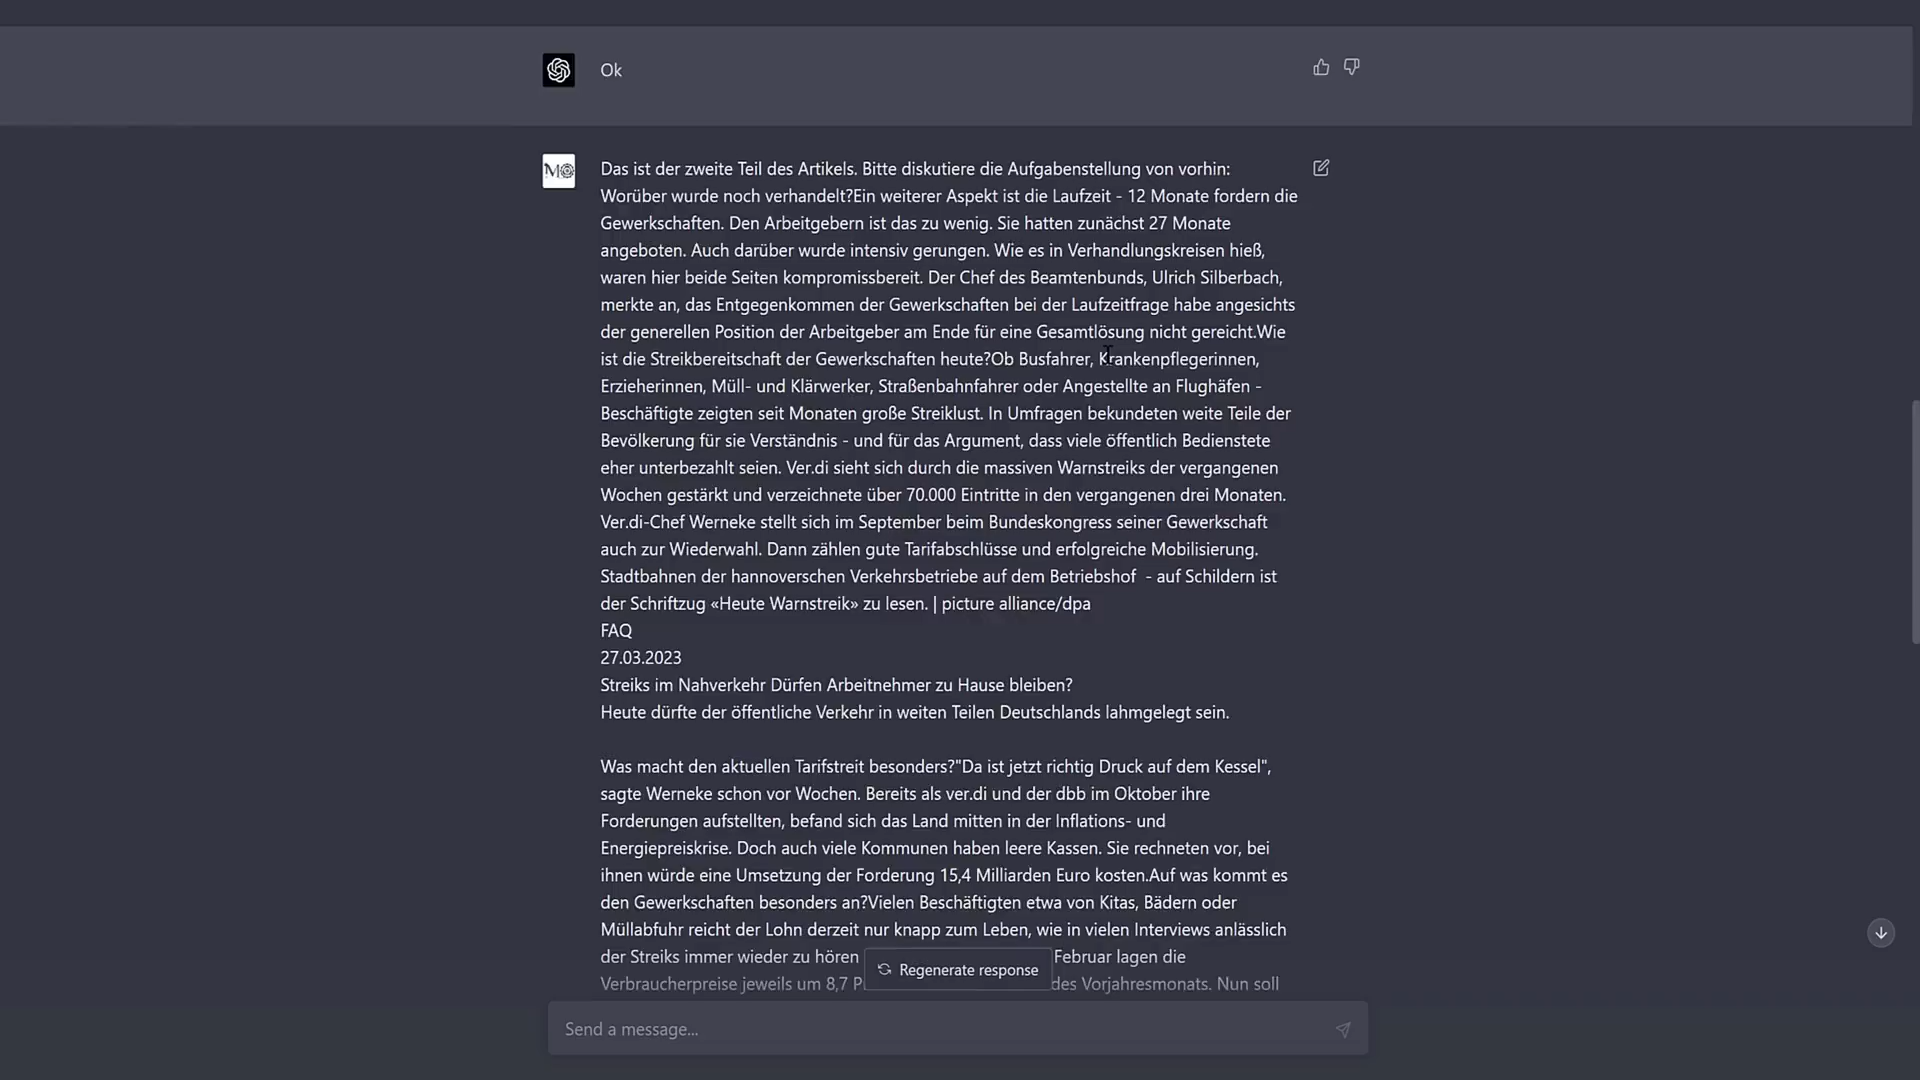 Ok
Das ist der zweite Teil des Artikels. Bitte diskutiere die Aufgabenstellung von vorhin:
Worüber wurde noch verhandelt?Ein weiterer Aspekt ist die Laufzeit - 12 Monate fordern die
Gewerkschaften. Den Arbeitgebern ist das zu wenig. Sie hatten zunächst 27 Monate
angeboten. Auch darüber wurde intensiv gerungen. Wie es in Verhandlungskreisen hieß,
waren hier beide Seiten kompromissbereit. Der Chef des Beamtenbunds, Ulrich Silberbach,
merkte an, das Entgegenkommen der Gewerkschaften bei der Laufzeitfrage habe angesichts
der generellen Position der Arbeitgeber am Ende für eine Gesamtlösung nicht gereicht.Wie
ist die Streikbereitschaft der Gewerkschaften heute?Ob Busfahrer, Krankenpflegerinnen,
Erzieherinnen, Müll- und Klärwerker, Straßenbahnfahrer oder Angestellte an Flughäfen -
Beschäftigte zeigten seit Monaten große Streiklust. In Umfragen bekundeten weite Teile der
Bevölkerung für sie Verständnis - und für das Argument, dass viele öffentlich Bedienstete
eher unterbezahlt seien. Ver.di sieht sich durch die massiven Warnstreiks der vergangenen
Wochen gestärkt und verzeichnete über 70.000 Eintritte in den vergangenen drei Monaten.
Ver.di-Chef Werneke stellt sich im September beim Bundeskongress seiner Gewerkschaft
auch zur Wiederwahl. Dann zählen gute Tarifabschlüsse und erfolgreiche Mobilisierung.
Stadtbahnen der hannoverschen Verkehrsbetriebe auf dem Betriebshof  - auf Schildern ist
der Schriftzug «Heute Warnstreik» zu lesen. | picture alliance/dpa
FAQ
27.03.2023
Streiks im Nahverkehr Dürfen Arbeitnehmer zu Hause bleiben?
Heute dürfte der öffentliche Verkehr in weiten Teilen Deutschlands lahmgelegt sein.
Was macht den aktuellen Tarifstreit besonders?"Da ist jetzt richtig Druck auf dem Kessel",
sagte Werneke schon vor Wochen. Bereits als ver.di und der dbb im Oktober ihre
Forderungen aufstellten, befand sich das Land mitten in der Inflations- und
Energiepreiskrise. Doch auch viele Kommunen haben leere Kassen. Sie rechneten vor, bei
ihnen würde eine Umsetzung der Forderung 15,4 Milliarden Euro kosten.Auf was kommt es
den Gewerkschaften besonders an?Vielen Beschäftigten etwa von Kitas, Bädern oder
Müllabfuhr reicht der Lohn derzeit nur knapp zum Leben, wie in vielen Interviews anlässlich
der Streiks immer wieder zu hören Februar lagen die
Regenerate response
Verbraucherpreise jeweils um 8,7 P des Vorjahresmonats. Nun soll
Send a message...